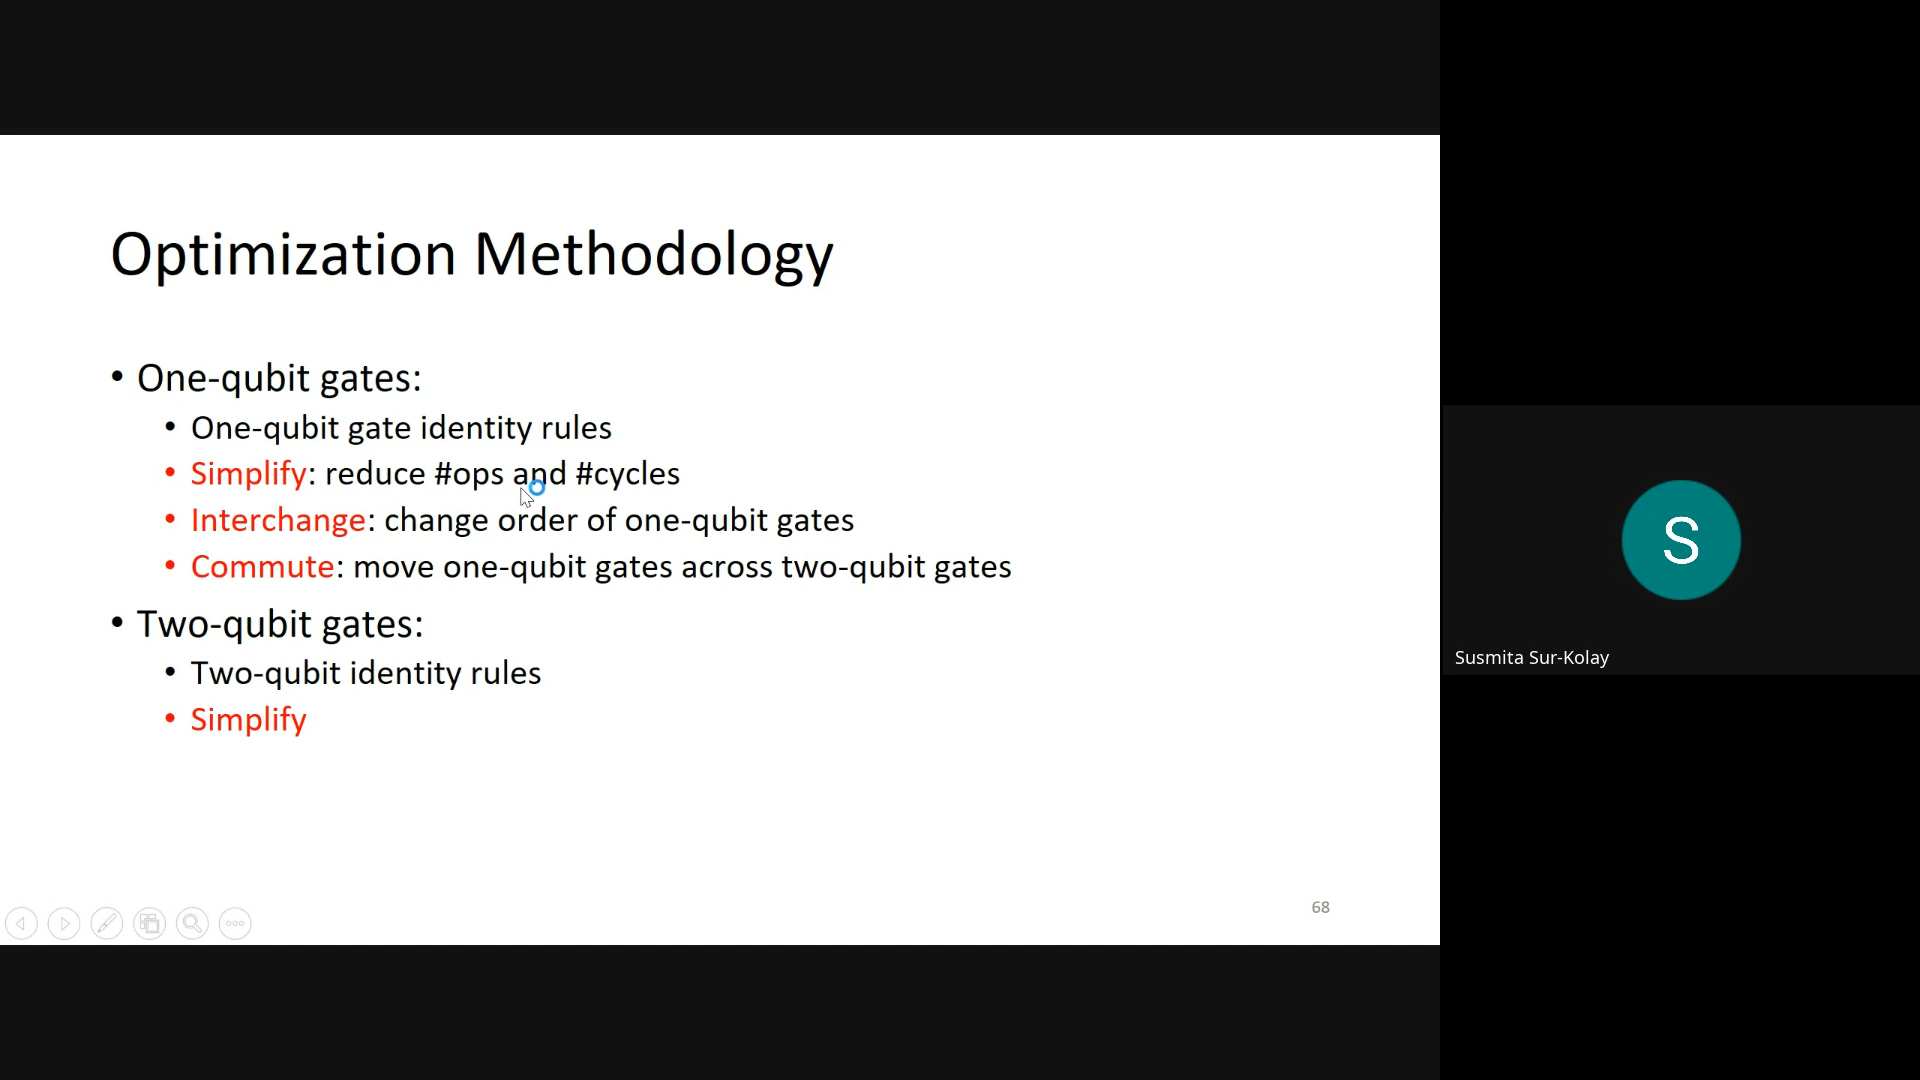 Optimization Methodology
• One-qubit gates:
• One-qubit gate identity rules
• Simplify: reduce #ops and #cycles
• Interchange: change order of one-qubit gates
• Commute: move one-qubit gates across two-qubit gates
• Two-qubit gates:
• Two-qubit identity rules
• Simplify
68
S
Susmita Sur-Kolay